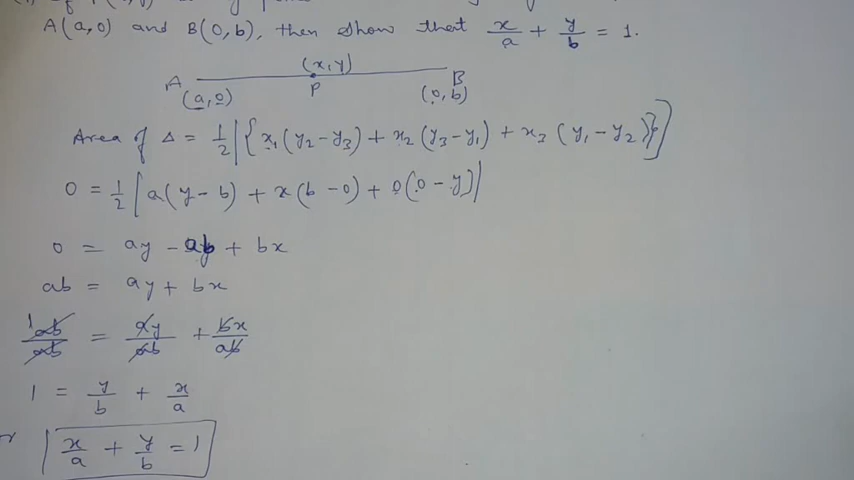 A(a,0) and B(0,b), then show that x/a + y/b = 1.
(x,y)
A B
P
(a,0) (0,b)
Area of Δ = 1/2 |{x₁(y₂-y₃) + x₂(y₃-y₁) + x₃(y₁-y₂)}|
0 = 1/2 [a(y-b) + x(b-0) + 0(0-y)]
0 = ay - ab + bx
ab = ay + bx
1 ab/ab = ay/ab + bx/ab
1 = y/b + x/a
x/a + y/b = 1